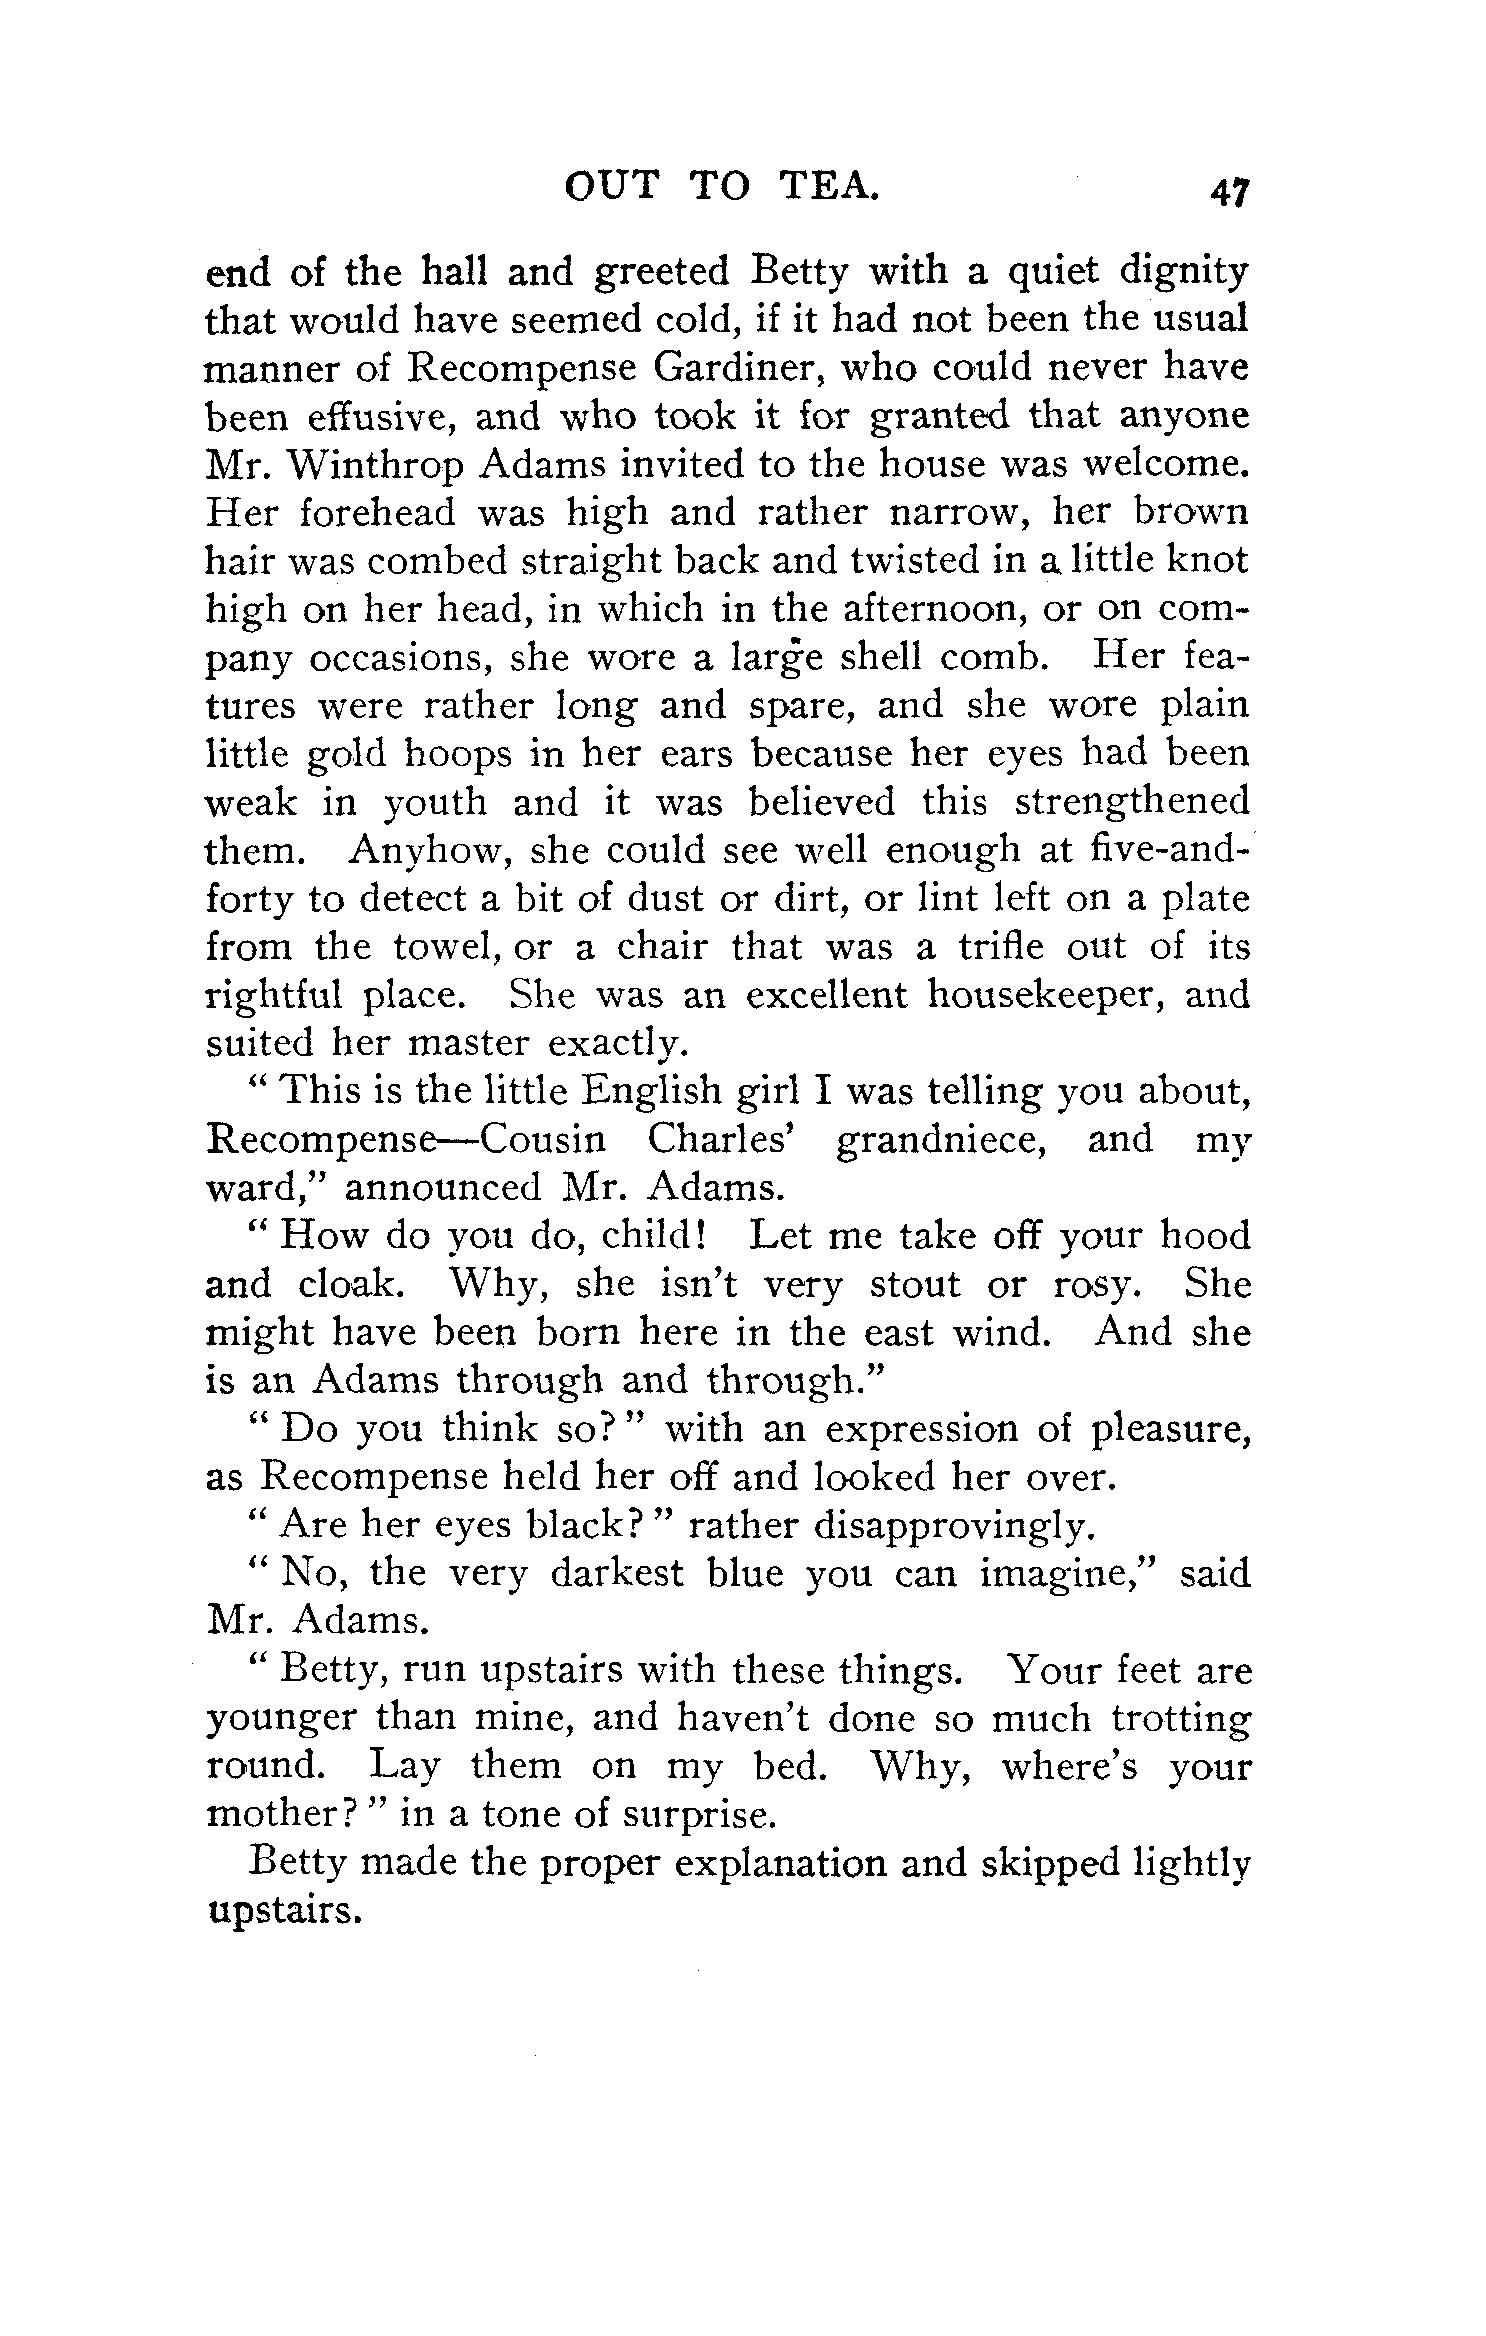 OUT TO TEA. 47
end of the hall and greeted Betty with a quiet dignity
that would have seemed cold, if it had not been the usual
manner of Recompense Gardiner, who could never have
been effusive, and who took it for granted that anyone
Mr. Winthrop Adams invited to the house was welcome.
Her forehead was high and rather narrow, her brown
hair was combed straight back and twisted in a little knot
high on her head, in which in the afternoon, or on com-
pany occasions, she wore a large shell comb. Her fea-
tures were rather long and spare, and she wore plain
little gold hoops in her ears because her eyes had been
weak in youth and it was believed this strengthened
them. Anyhow, she could see well enough at five-and-
forty to detect a bit of dust or dirt, or lint left on a plate
from the towel, or a chair that was a trifle out of its
rightful place. She was an excellent housekeeper, and
suited her master exactly.
“ This is the little English girl I was telling you about,
Recompense—Cousin Charles’ grandniece, and my
ward,” announced Mr. Adams.
“ How do you do, child! Let me take off your hood
and cloak. Why, she isn’t very stout or rosy. She
might have been born here in the east wind. And she
is an Adams through and through.”
“ Do you think so? ” with an expression of pleasure,
as Recompense held her off and looked her over.
“ Are her eyes black? ” rather disapprovingly.
“ No, the very darkest blue you can imagine,” said
Mr. Adams.
“ Betty, run upstairs with these things. Your feet are
younger than mine, and haven’t done so much trotting
round. Lay them on my bed. Why, where’s your
mother? ” in a tone of surprise.
Betty made the proper explanation and skipped lightly
upstairs.